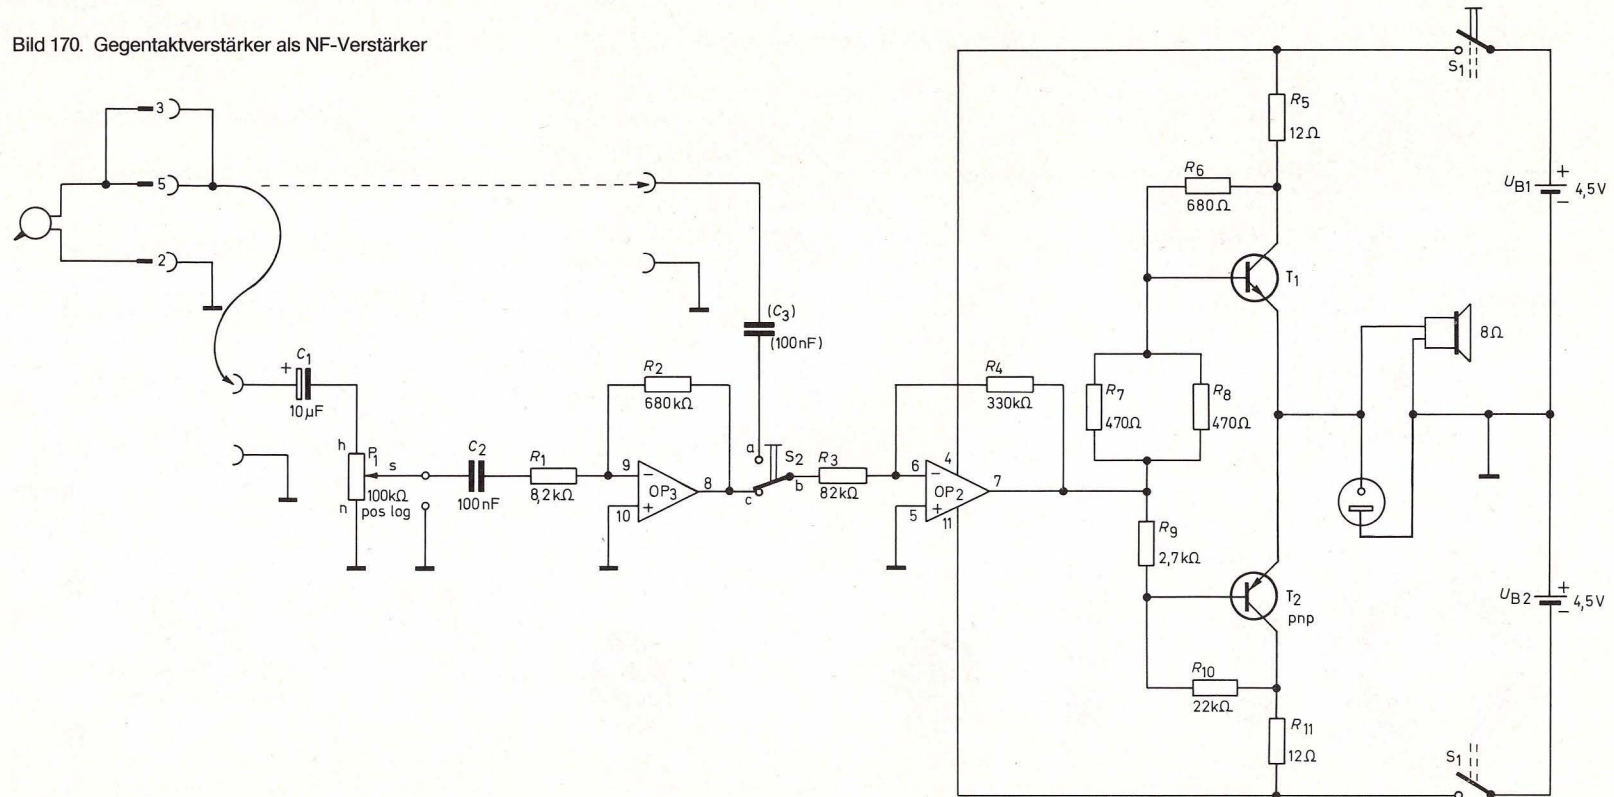 Bild 170. Gegentaktverstärker als NF-Verstärker
3
5
2
C1
+
10µF
h
P1
s
100kΩ
n
pos log
C2
100nF
R1
8,2kΩ
R2
680kΩ
9
−
OP3
8
10
+
(C3)
(100nF)
a
S2
b
c
R3
82kΩ
R4
330kΩ
6
−
4
OP2
7
5
+
11
R5
12Ω
R6
680Ω
T1
R7
470Ω
R8
470Ω
R9
2,7kΩ
T2
pnp
R10
22kΩ
R11
12Ω
8Ω
S1
UB1
+
−
4,5V
UB2
+
−
4,5V
S1